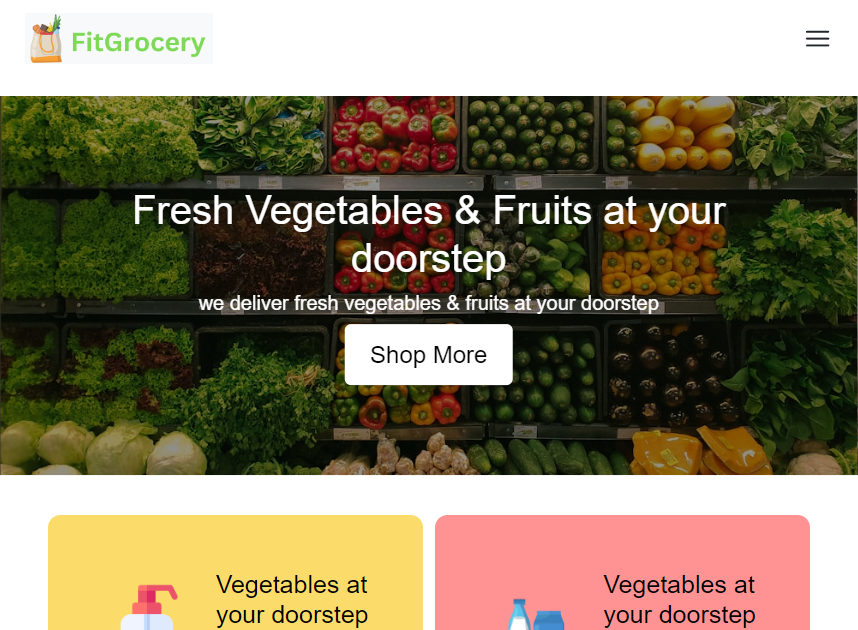 FitGrocery
Fresh Vegetables & Fruits at your
doorstep
we deliver fresh vegetables & fruits at your doorstep
Shop More
Vegetables at
your doorstep
Vegetables at
your doorstep